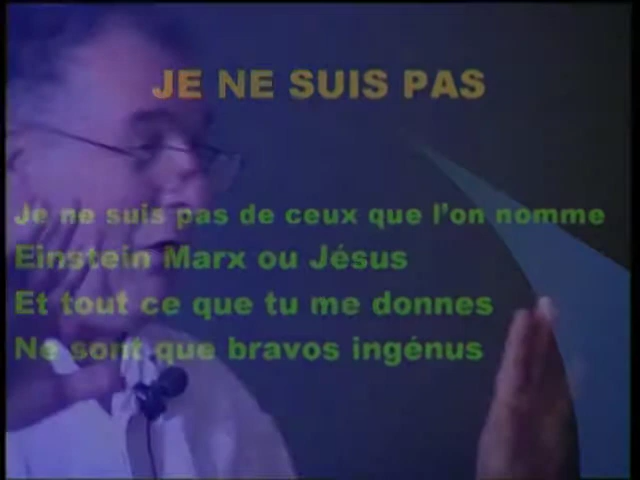 JE NE SUIS PAS
Je ne suis pas de ceux que l'on nomme
Einstein Marx ou Jésus
Et tout ce que tu me donnes
Ne sont que bravos ingénus